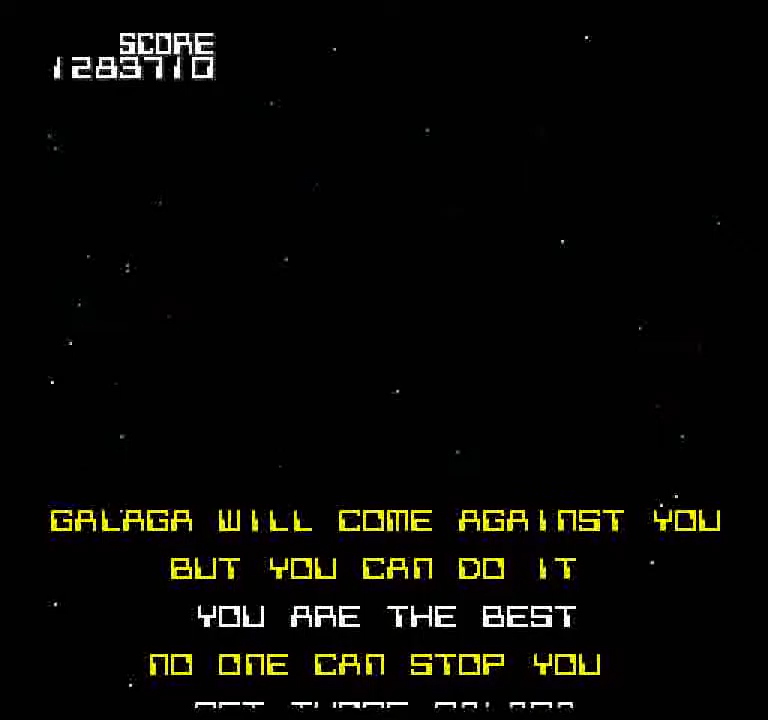 SCORE
1283710
GALAGA WILL COME AGAINST YOU
BUT YOU CAN DO IT
YOU ARE THE BEST
NO ONE CAN STOP YOU